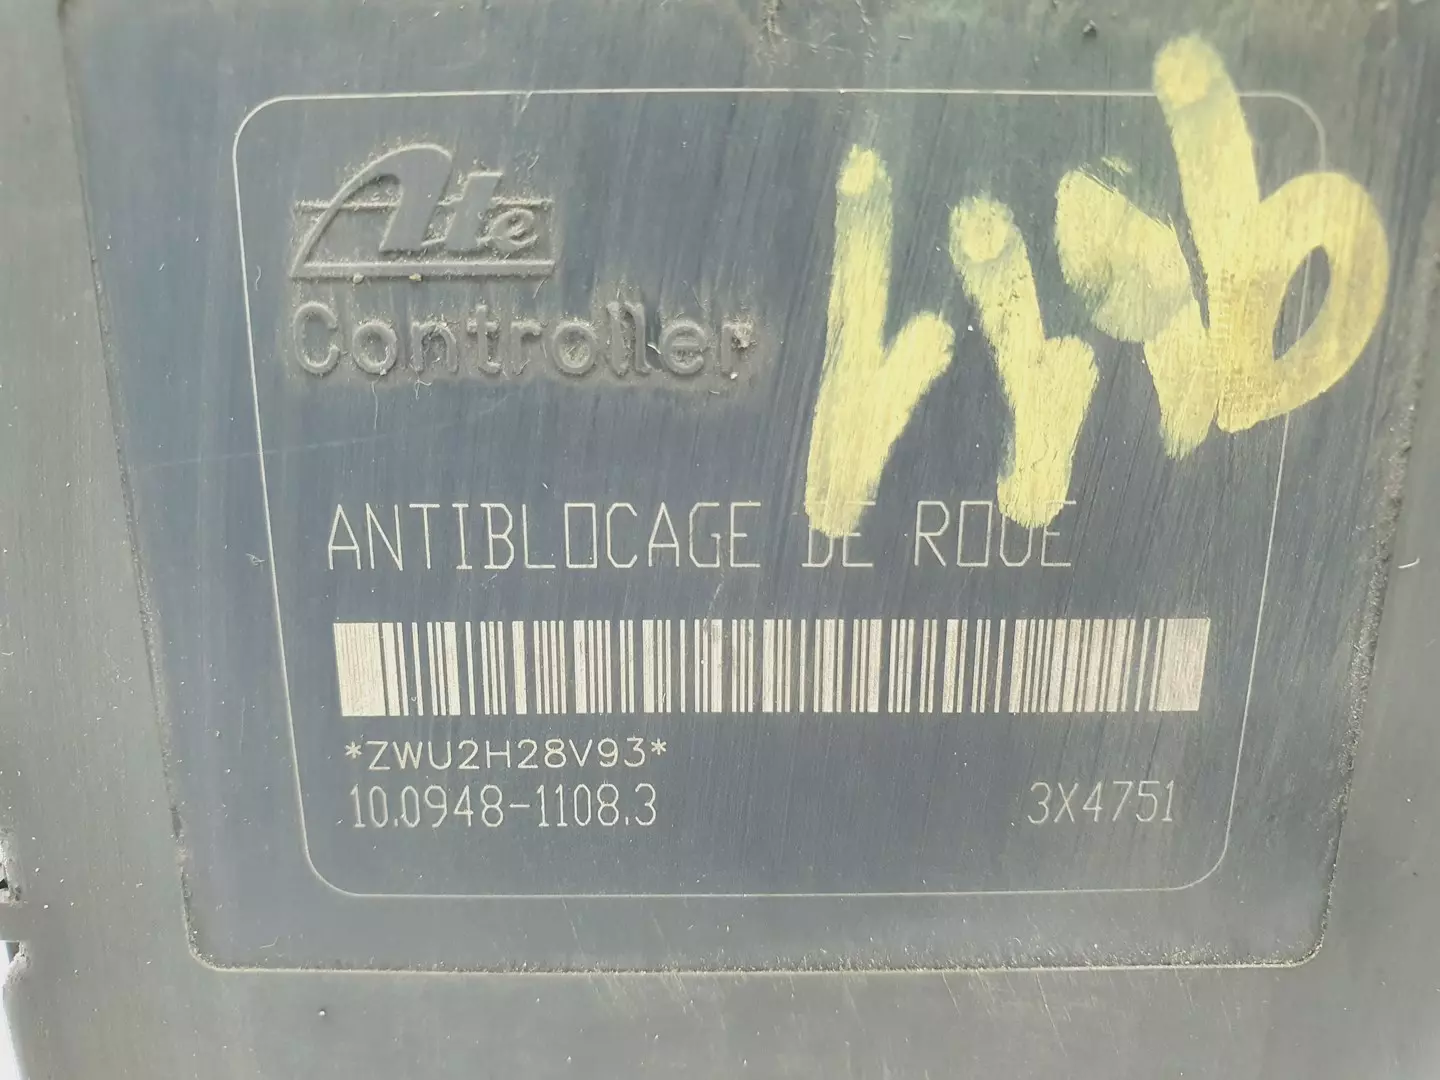 Ate
Controller
ANTIBLOCAGE DE ROUE
*ZWU2H28V93*
10.0948-1108.3 3X4751